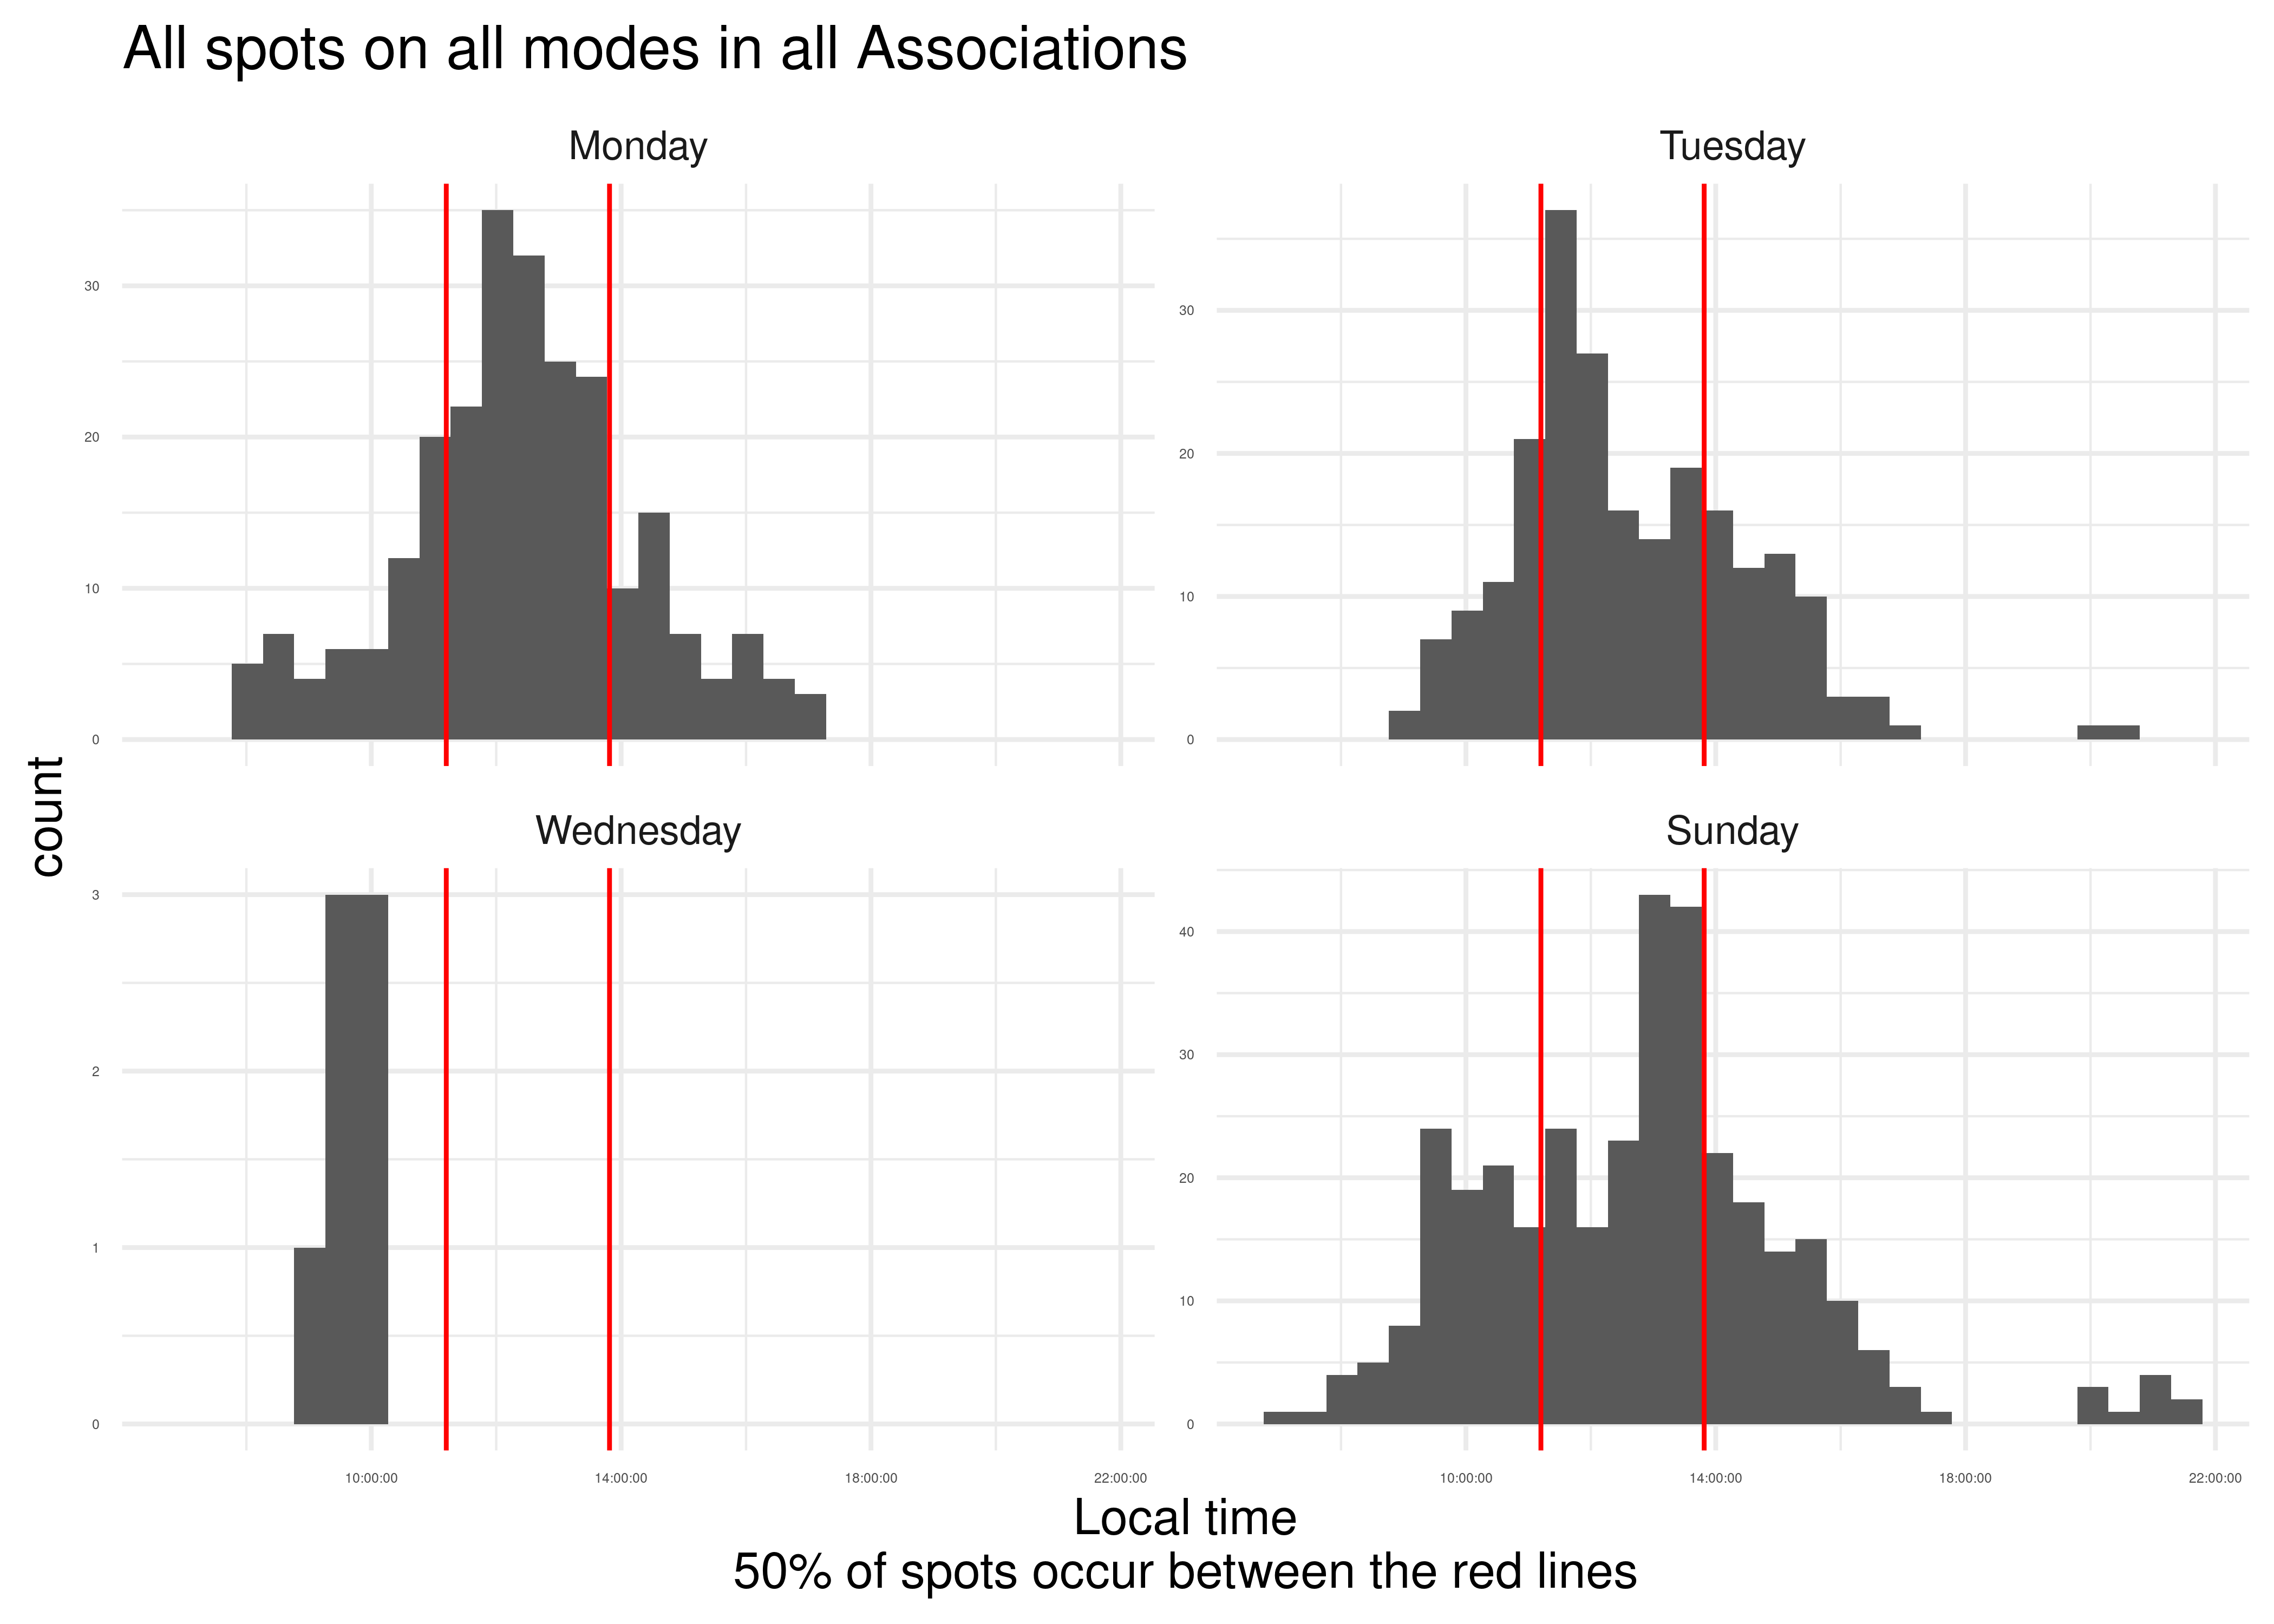 All spots on all modes in all Associations
Monday
Tuesday
30
20
10
0
30
20
10
0
count
Wednesday
Sunday
3
2
1
0
40
30
20
10
0
10:00:00 14:00:00 18:00:00 22:00:00
10:00:00 14:00:00 18:00:00 22:00:00
Local time
50% of spots occur between the red lines